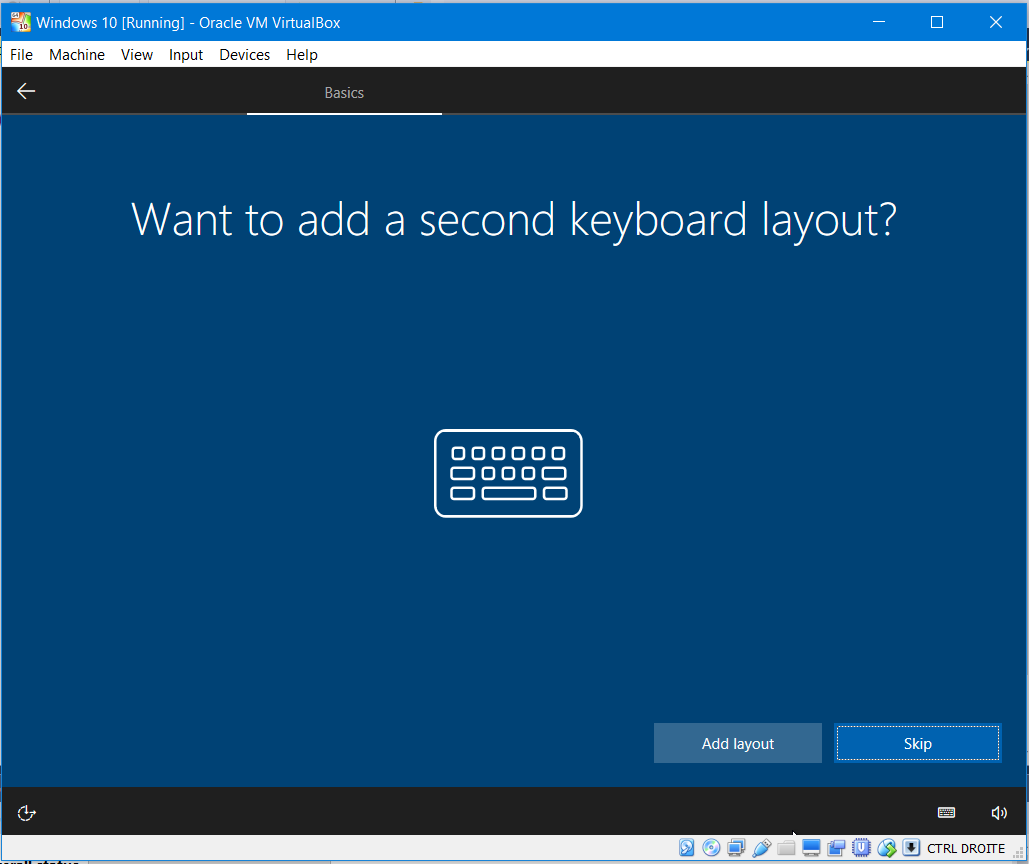 Windows 10 [Running] - Oracle VM VirtualBox
File Machine View Input Devices Help
Basics
Want to add a second keyboard layout?
Add layout Skip
CTRL DROITE